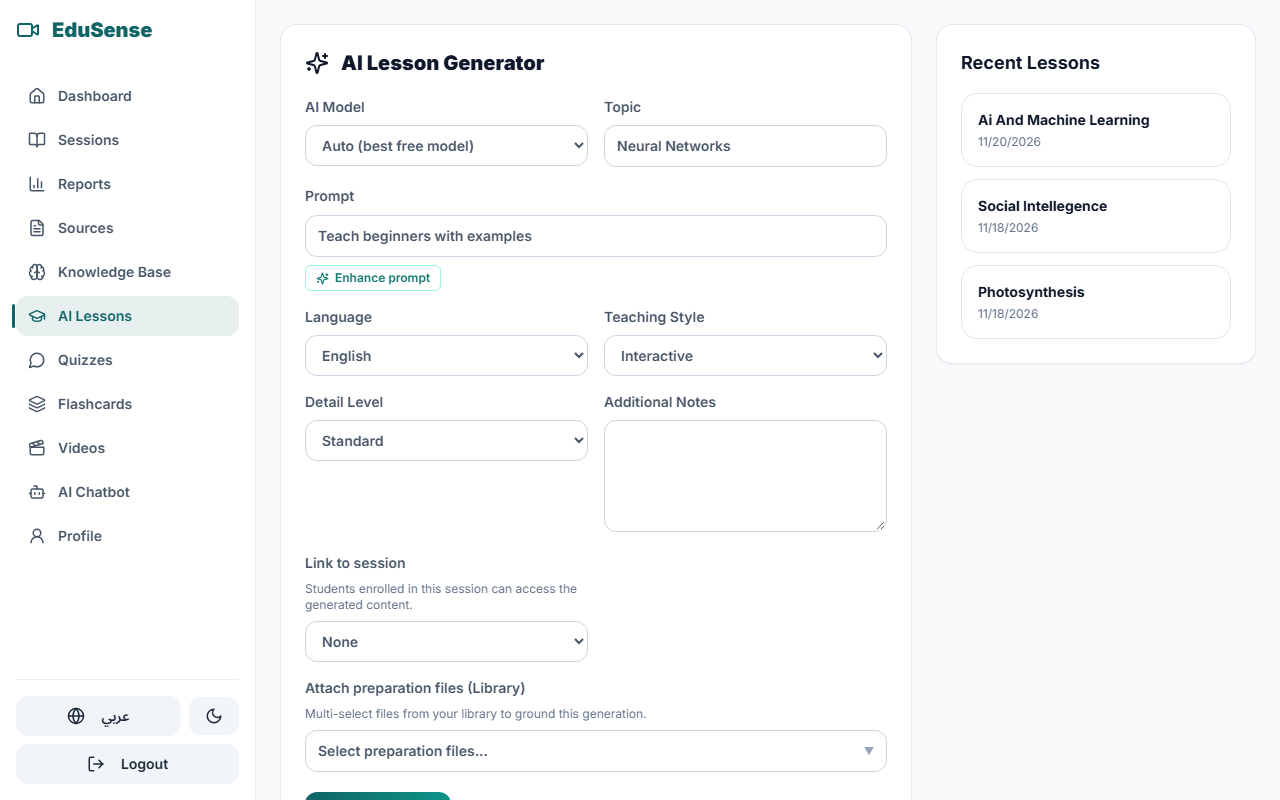 EduSense
Dashboard
Sessions
Reports
Sources
Knowledge Base
AI Lessons
Quizzes
Flashcards
Videos
AI Chatbot
Profile
عربي
Logout
AI Lesson Generator
AI Model
Auto (best free model)
Topic
Neural Networks
Prompt
Teach beginners with examples
Enhance prompt
Language
English
Teaching Style
Interactive
Detail Level
Standard
Additional Notes
Link to session
Students enrolled in this session can access the
generated content.
None
Attach preparation files (Library)
Multi-select files from your library to ground this generation.
Select preparation files...
Recent Lessons
Ai And Machine Learning
11/20/2026
Social Intellegence
11/18/2026
Photosynthesis
11/18/2026